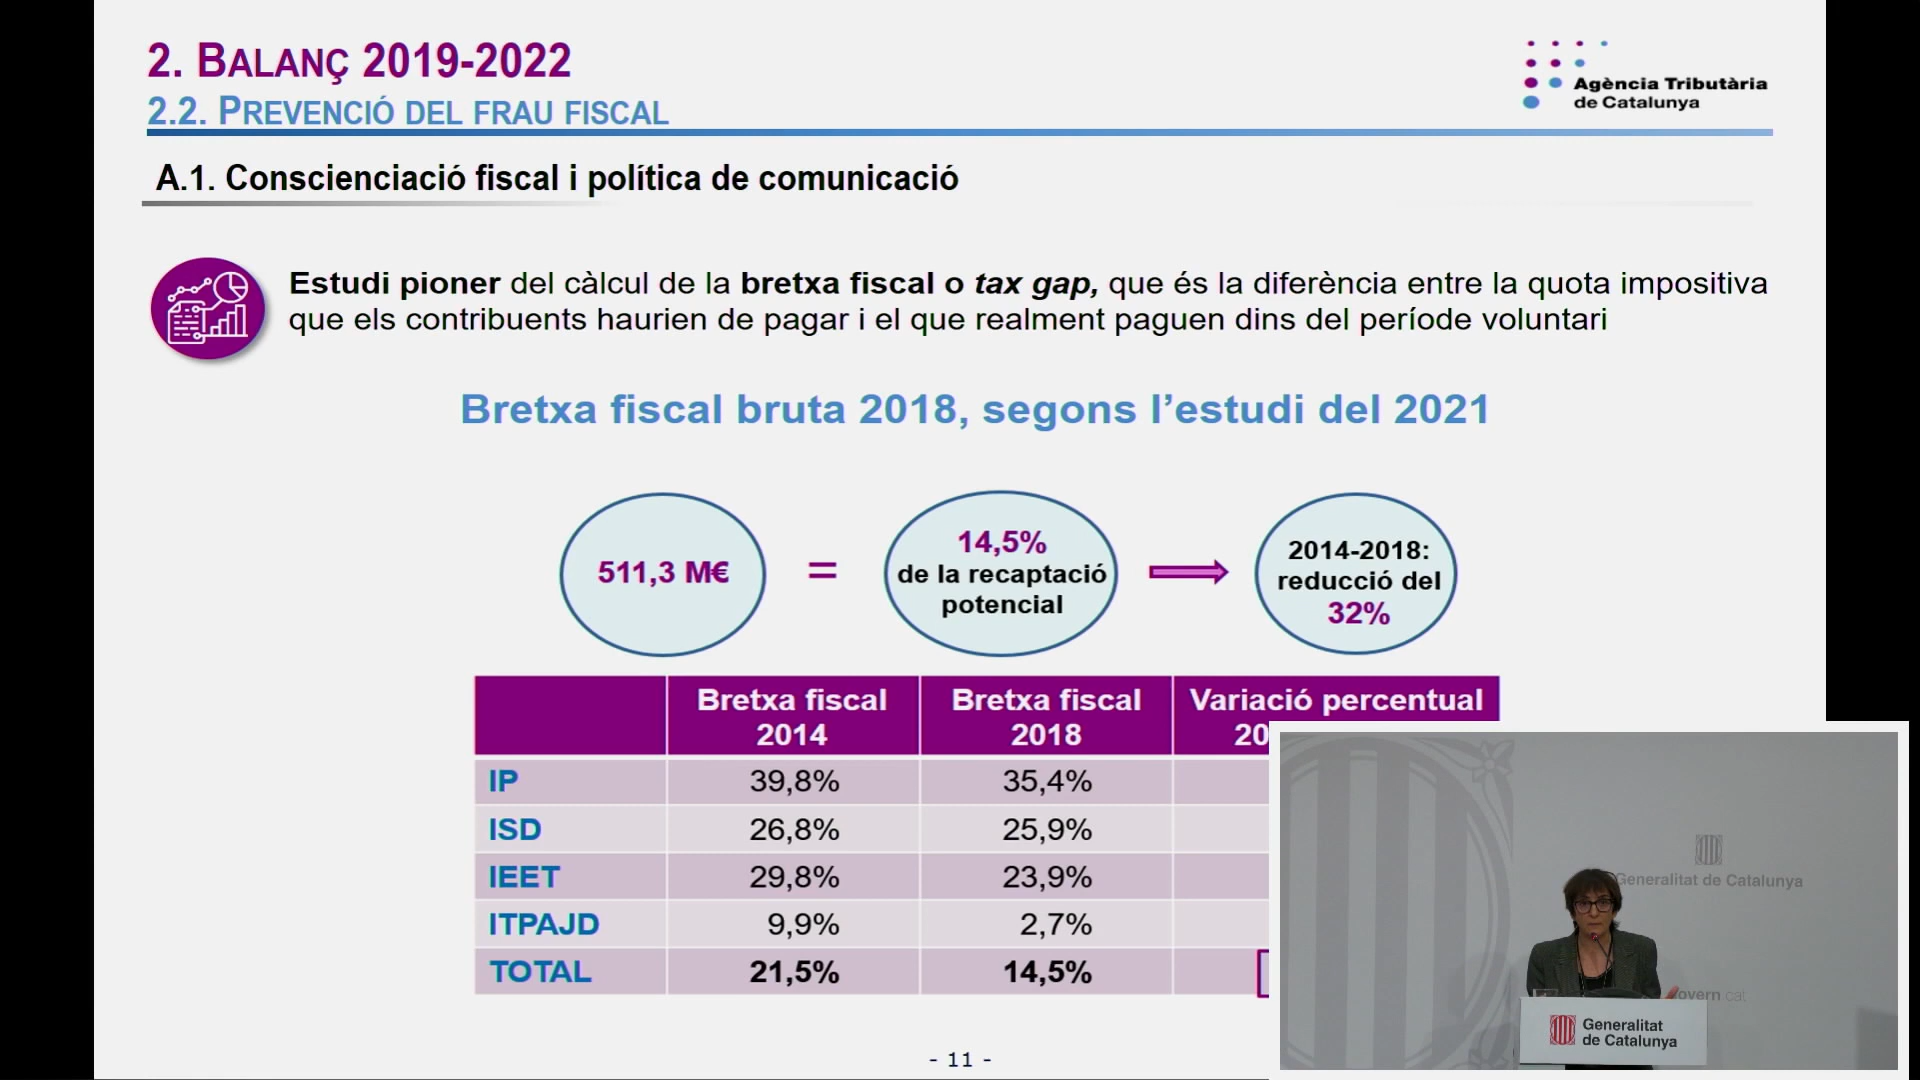 2. BALANÇ 2019-2022
2.2. PREVENCIÓ DEL FRAU FISCAL
Agència Tributària
de Catalunya
A.1. Conscienciació fiscal i política de comunicació
Estudi pioner del càlcul de la bretxa fiscal o tax gap, que és la diferència entre la quota impositiva
que els contribuents haurien de pagar i el que realment paguen dins del període voluntari
Bretxa fiscal bruta 2018, segons l’estudi del 2021
511,3 M€ = 14,5% de la recaptació potencial
2014-2018: reducció del 32%
Bretxa fiscal 2014 Bretxa fiscal 2018 Variació percentual 20
IP 39,8% 35,4%
ISD 26,8% 25,9%
IEET 29,8% 23,9%
ITPAJD 9,9% 2,7%
TOTAL 21,5% 14,5%
- 11 -
Generalitat de Catalunya
overn cat
Generalitat
de Catalunya